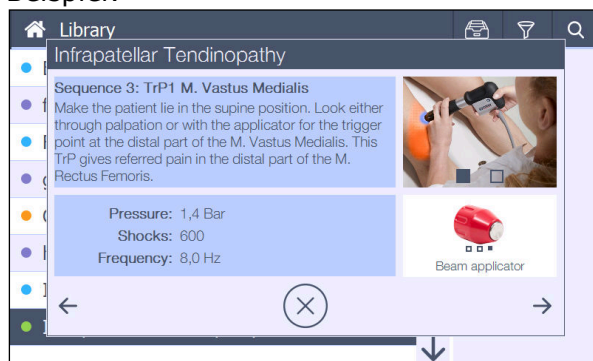 Library
Infrapatellar Tendinopathy
Sequence 3: TrP1 M. Vastus Medialis
Make the patient lie in the supine position. Look either
through palpation or with the applicator for the trigger
point at the distal part of the M. Vastus Medialis. This
TrP gives referred pain in the distal part of the M.
Rectus Femoris.
Pressure: 1,4 Bar
Shocks: 600
Frequency: 8,0 Hz
Beam applicator